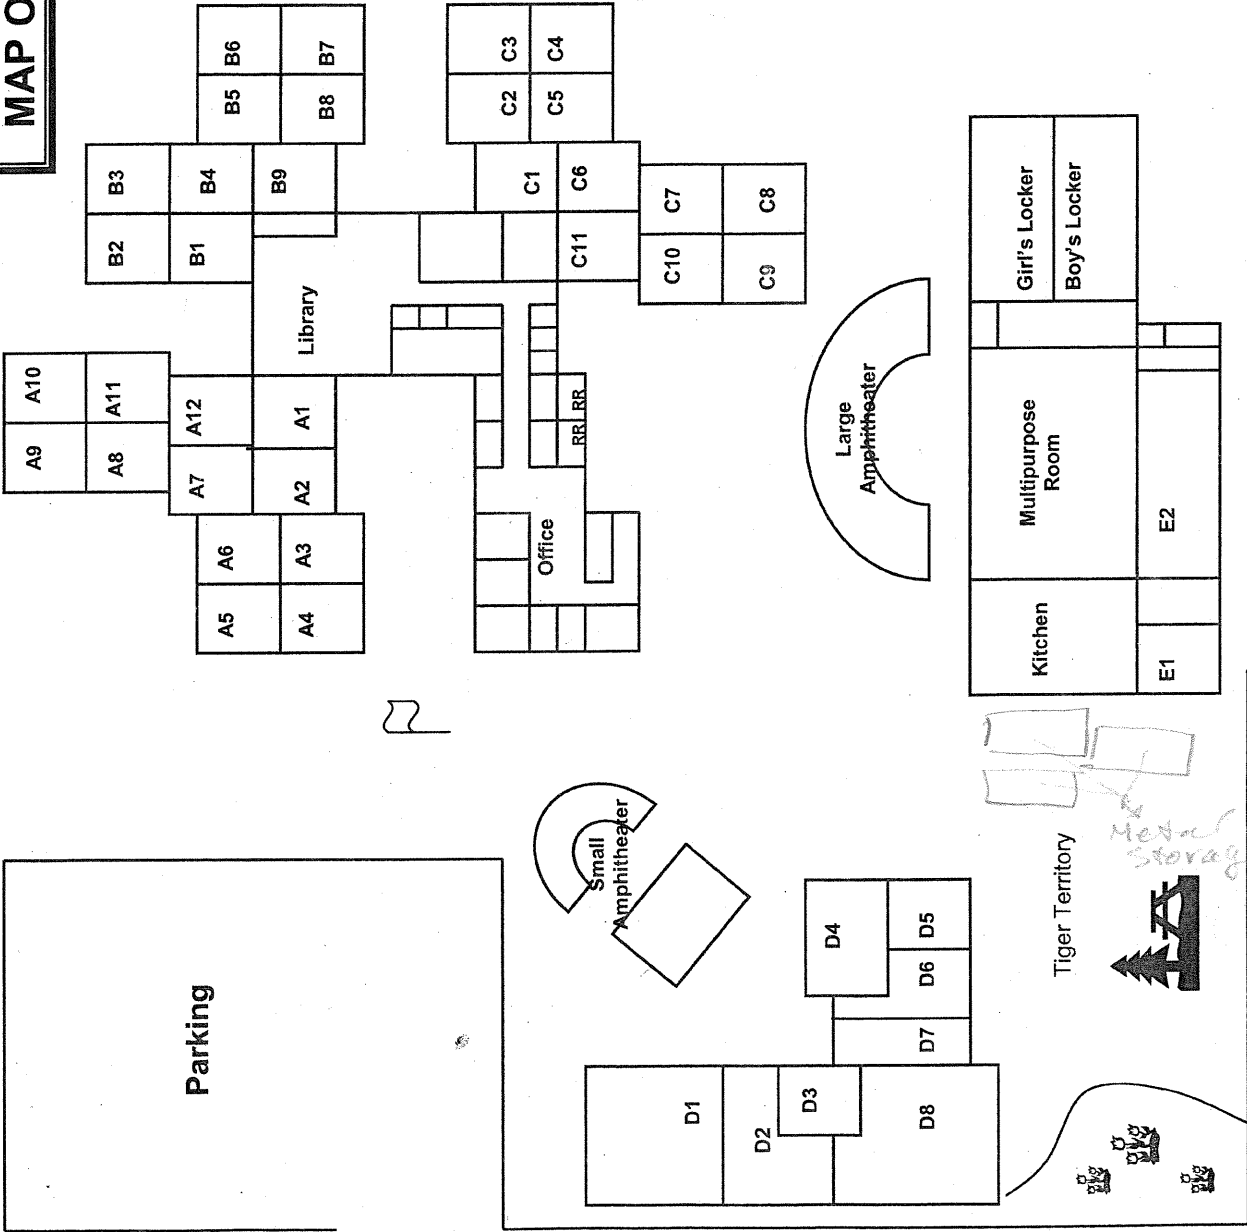 MAP O
A9 A10
A8 A11
B2 B3
Parking
A7 A12
B1 B4
A5 A6
B5 B6
A4 A3
A2 A1
Library
B9
B8 B7
C2 C3
C1
C5 C4
Office
RR RR
C11 C6
Small
Amphitheater
C10 C7
D1
D2
C9 C8
D3
D4
Large
Amphitheater
D8 D7 D6 D5
Kitchen
Multipurpose
Room
Girl's Locker
Boy's Locker
Tiger Territory
E1 E2
Metal
Storag